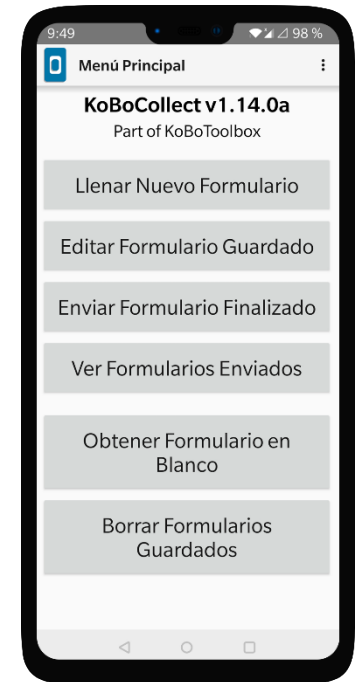 9:49
98 %
Menú Principal
KoBoCollect v1.14.0a
Part of KoBoToolbox
Llenar Nuevo Formulario
Editar Formulario Guardado
Enviar Formulario Finalizado
Ver Formularios Enviados
Obtener Formulario en
Blanco
Borrar Formularios
Guardados